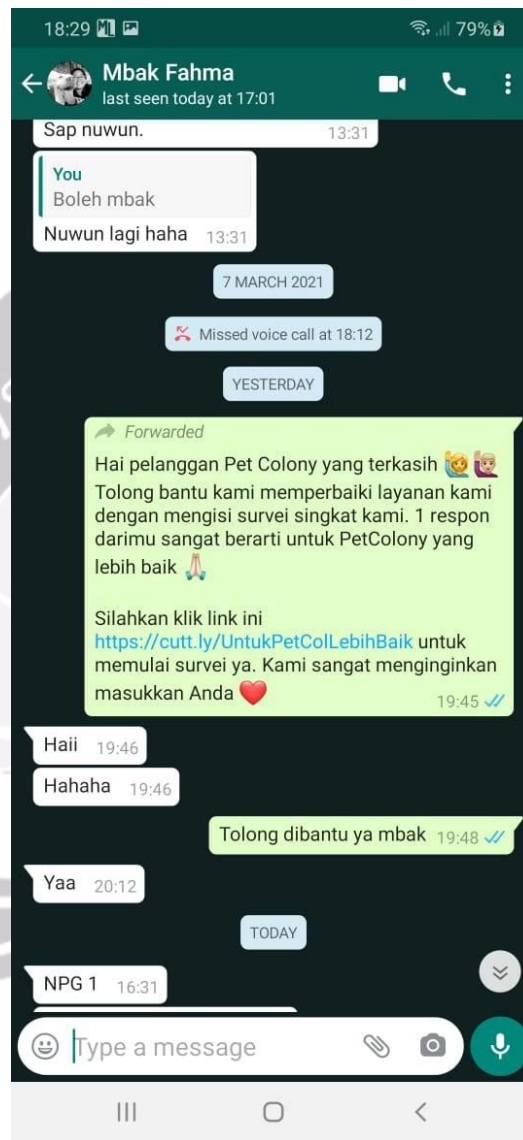 18:29 79%
Mbak Fahma
last seen today at 17:01
Sap nuwun. 13:31
You
Boleh mbak
Nuwun lagi haha 13:31
7 MARCH 2021
Missed voice call at 18:12
YESTERDAY
Forwarded
Hai pelanggan Pet Colony yang terkasih 🙋🙋
Tolong bantu kami memperbaiki layanan kami
dengan mengisi survei singkat kami. 1 respon
darimu sangat berarti untuk PetColony yang
lebih baik 🙏
Silahkan klik link ini
https://cutt.ly/UntukPetColLebihBaik untuk
memulai survei ya. Kami sangat menginginkan
masukkan Anda ❤️
19:45
Haii 19:46
Hahaha 19:46
Tolong dibantu ya mbak 19:48
Yaa 20:12
TODAY
NPG 1 16:31
Type a message